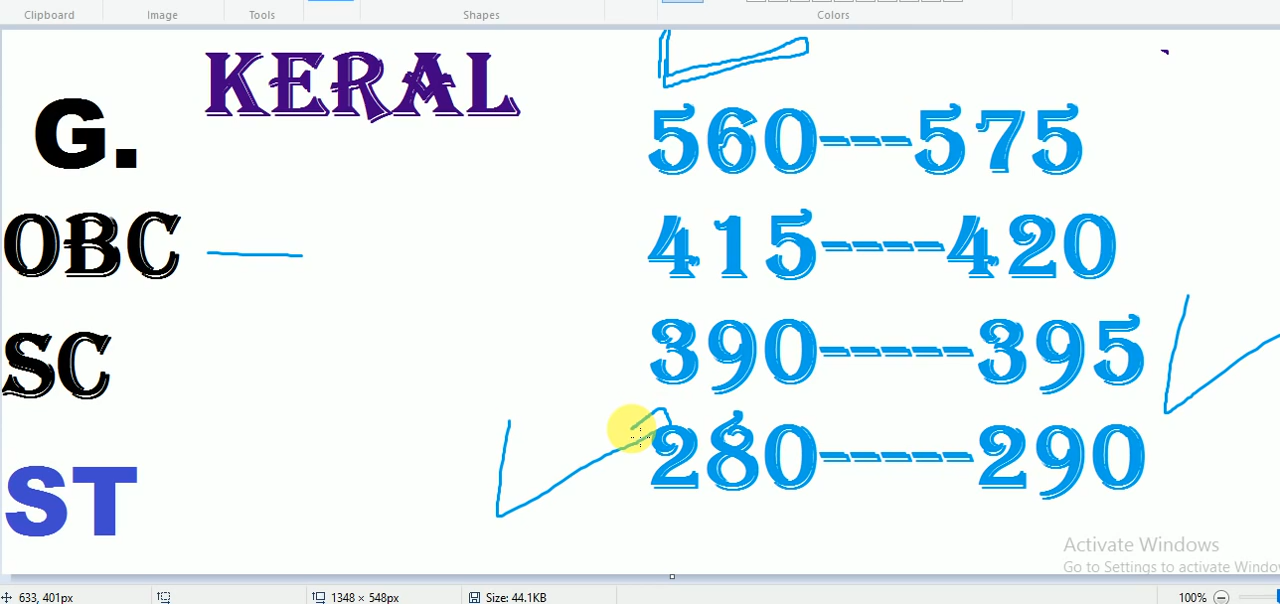 Clipboard Image Tools Shapes Colors
KERAL
G. 560---575
OBC 415----420
SC 390-----395
ST 280-----290
Activate Windows
Go to Settings to activate Windo
633, 401px 1348 × 548px Size: 44.1KB 100%